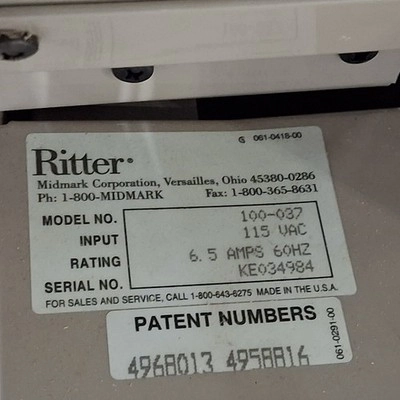 G 061-0418-00
Ritter®
Midmark Corporation, Versailles, Ohio 45380-0286
Ph: 1-800-MIDMARK Fax: 1-800-365-8631
MODEL NO. 100-037
INPUT 115 VAC
RATING 6.5 AMPS 60HZ
SERIAL NO. KE034984
FOR SALES AND SERVICE, CALL 1-800-643-6275 MADE IN THE U.S.A.
PATENT NUMBERS
4968013 4958816
061-0291-00